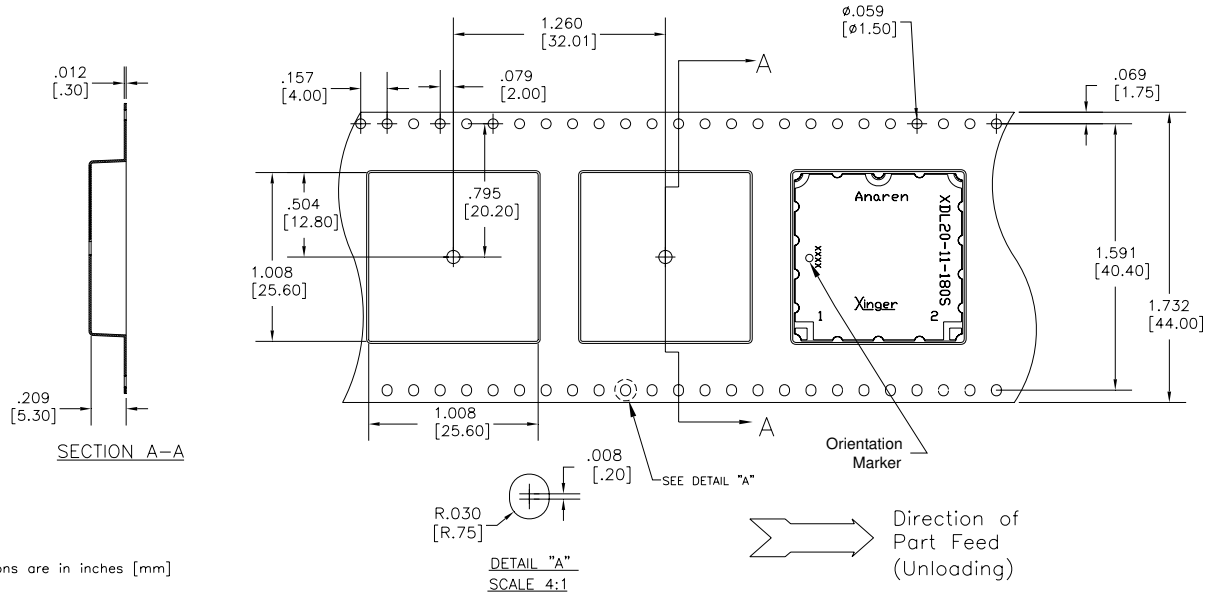 1.260
[32.01]
ø.059
[ø1.50]
A
.012
[.30]
.157
[4.00]
.079
[2.00]
.069
[1.75]
.504
[12.80]
.795
[20.20]
Anaren
XDL20-11-180S
xxxx
Xinger
1
2
1.008
[25.60]
1.591
[40.40]
1.732
[44.00]
.209
[5.30]
SECTION A-A
1.008
[25.60]
A
Orientation
Marker
.008
[.20]
SEE DETAIL "A"
R.030
[R.75]
DETAIL "A"
SCALE 4:1
Direction of
Part Feed
(Unloading)
ons are in inches [mm]